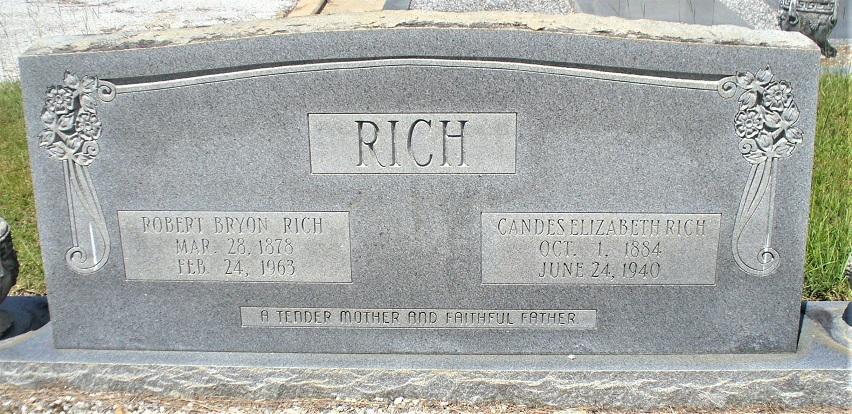 RICH
ROBERT BRYON RICH
MAR. 28, 1878
FEB. 24, 1963
CANDES ELIZABETH RICH
OCT. 1, 1884
JUNE 24, 1940
A TENDER MOTHER AND FAITHFUL FATHER